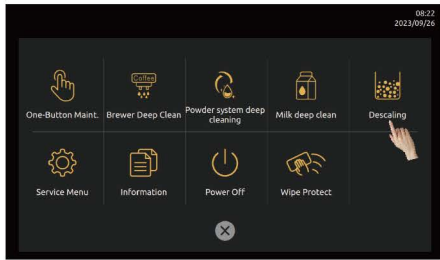 08:22
2023/09/26
Coffee
One-Button Maint.
Brewer Deep Clean
Powder system deep
cleaning
Milk deep clean
Descaling
Service Menu
Information
Power Off
Wipe Protect